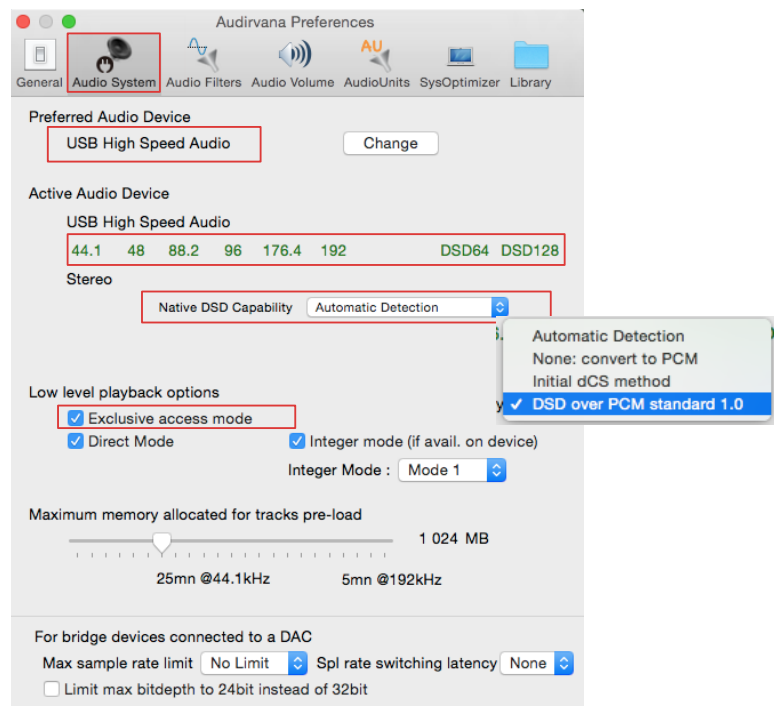 Audirvana Preferences
AU
General Audio System Audio Filters Audio Volume AudioUnits SysOptimizer Library
Preferred Audio Device
USB High Speed Audio Change
Active Audio Device
USB High Speed Audio
44.1 48 88.2 96 176.4 192 DSD64 DSD128
Stereo
Native DSD Capability Automatic Detection
Automatic Detection
None: convert to PCM
Initial dCS method
✓ DSD over PCM standard 1.0
Low level playback options
Exclusive access mode
Direct Mode Integer mode (if avail. on device)
Integer Mode : Mode 1
Maximum memory allocated for tracks pre-load
1 024 MB
25mn @44.1kHz 5mn @192kHz
For bridge devices connected to a DAC
Max sample rate limit No Limit Spl rate switching latency None
Limit max bitdepth to 24bit instead of 32bit